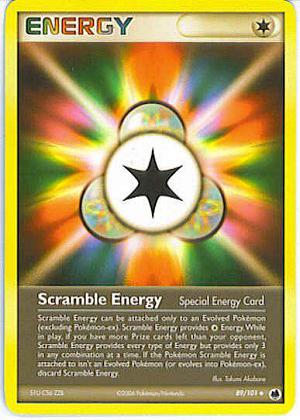 ENERGY
Scramble Energy Special Energy Card
Scramble Energy can be attached only to an Evolved Pokémon
(excluding Pokémon-ex). Scramble Energy provides Energy. While
in play, if you have more Prize cards left than your opponent,
Scramble Energy provides every type of Energy but provides only 3
in any combination at a time. If the Pokémon Scramble Energy is
attached to isn't an Evolved Pokémon (or evolves into Pokémon-ex),
discard Scramble Energy.
Illus. Takumi Akabane
©2006 Pokémon/Nintendo
89/101